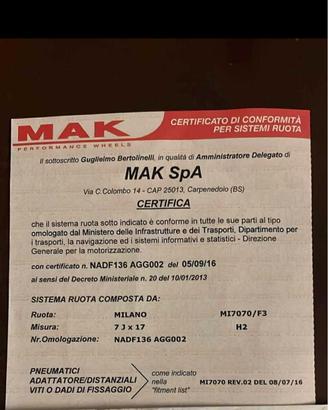 MAK
PERFORMANCE WHEELS
CERTIFICATO DI CONFORMITÀ
PER SISTEMI RUOTA
Il sottoscritto Guglielmo Bertolinelli, in qualità di Amministratore Delegato di
MAK SpA
Via C.Colombo 14 - CAP 25013, Carpenedolo (BS)
CERTIFICA
che il sistema ruota sotto indicato è conforme in tutte le sue parti al tipo
omologato dal Ministero delle Infrastrutture e dei Trasporti, Dipartimento per
i trasporti, la navigazione ed i sistemi informativi e statistici - Direzione
Generale per la motorizzazione.
con certificato n. NADF136 AGG002 del 05/09/16
ai sensi del Decreto Ministeriale n. 20 del 10/01/2013
SISTEMA RUOTA COMPOSTO DA:
Ruota: MILANO MI7070/F3
Misura: 7 J x 17 H2
Nr.Omologazione: NADF136 AGG002
PNEUMATICI
ADATTATORE/DISTANZIALI
VITI O DADI DI FISSAGGIO
come indicato
nella
"fitment list"
MI7070 REV.02 DEL 08/07/16